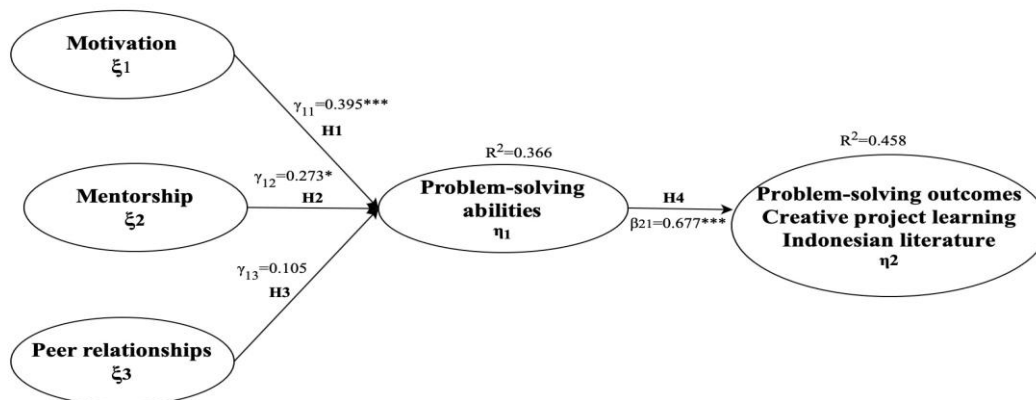 Motivation
ξ1
γ11=0.395***
H1
R²=0.366
R²=0.458
Mentorship
ξ2
γ12=0.273*
H2
Problem-solving
abilities
η1
H4
β21=0.677***
Problem-solving outcomes
Creative project learning
Indonesian literature
η2
γ13=0.105
H3
Peer relationships
ξ3